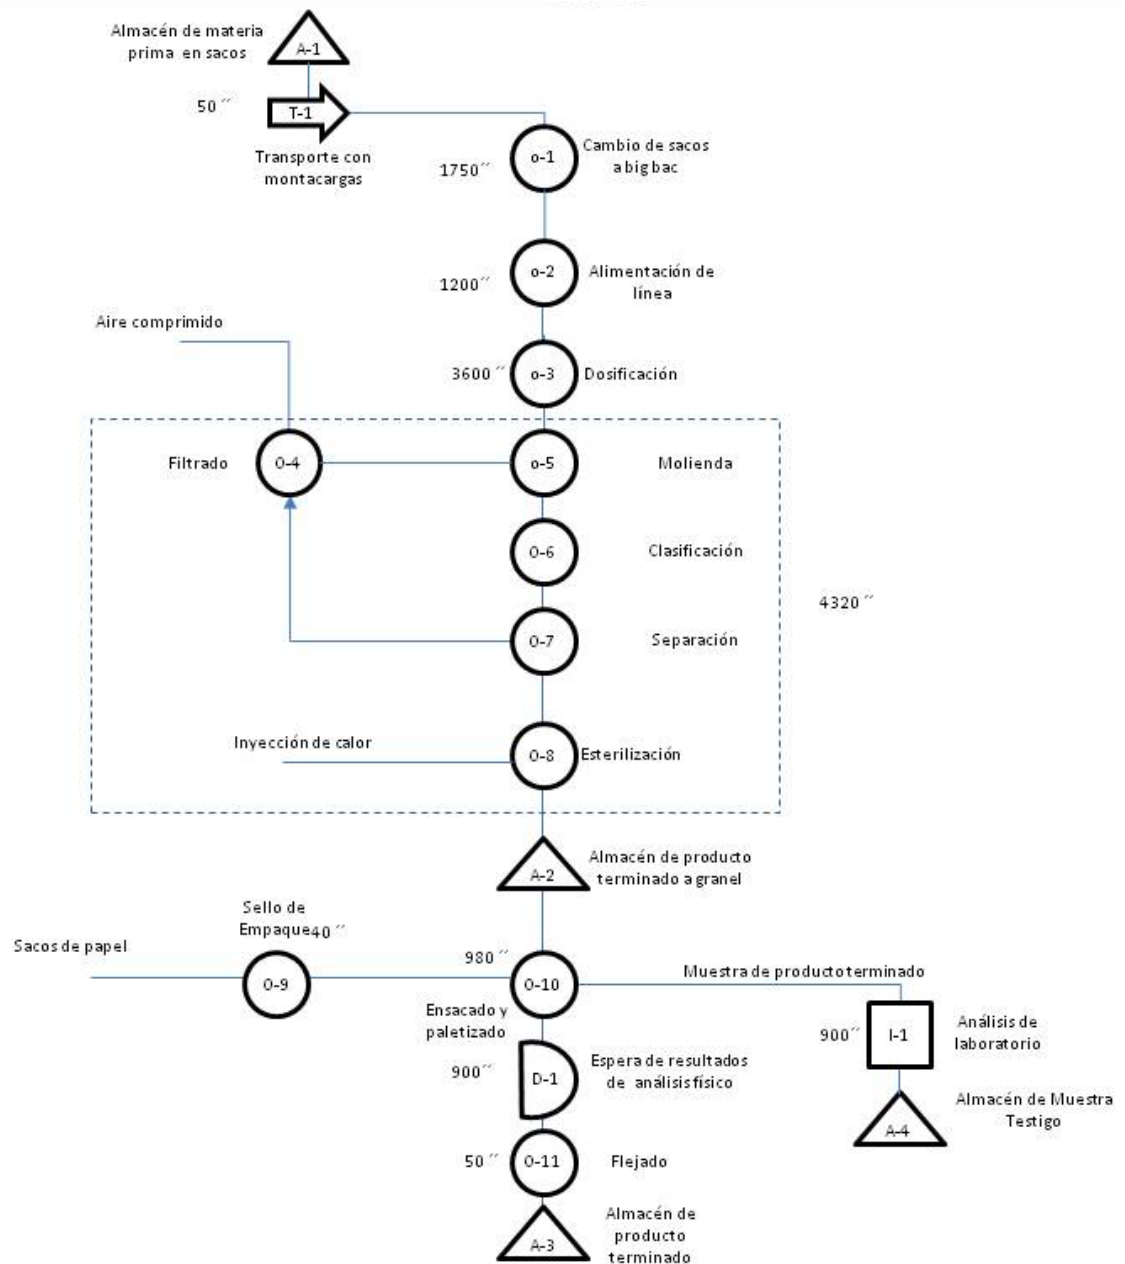 Almacén de materia
prima en sacos
A-1
50 ´´
T-1
Transporte con
montacargas
1750´´
o-1
Cambio de sacos
a big bac
1200´´
o-2
Alimentación de
línea
Aire comprimido
3600 ´´
o-3
Dosificación
Filtrado
O-4
o-5
Molienda
O-6
Clasificación
4320 ´´
O-7
Separación
Inyección de calor
O-8
Esterilización
A-2
Almacén de producto
terminado a granel
Sello de
Empaque
40 ´´
Sacos de papel
O-9
980 ´´
O-10
Muestra de producto terminado
Ensacado y
paletizado
900´´
I-1
Análisis de
laboratorio
900´´
D-1
Espera de resultados
de análisis físico
A-4
Almacén de Muestra
Testigo
50 ´´
O-11
Flejado
A-3
Almacén de
producto
terminado